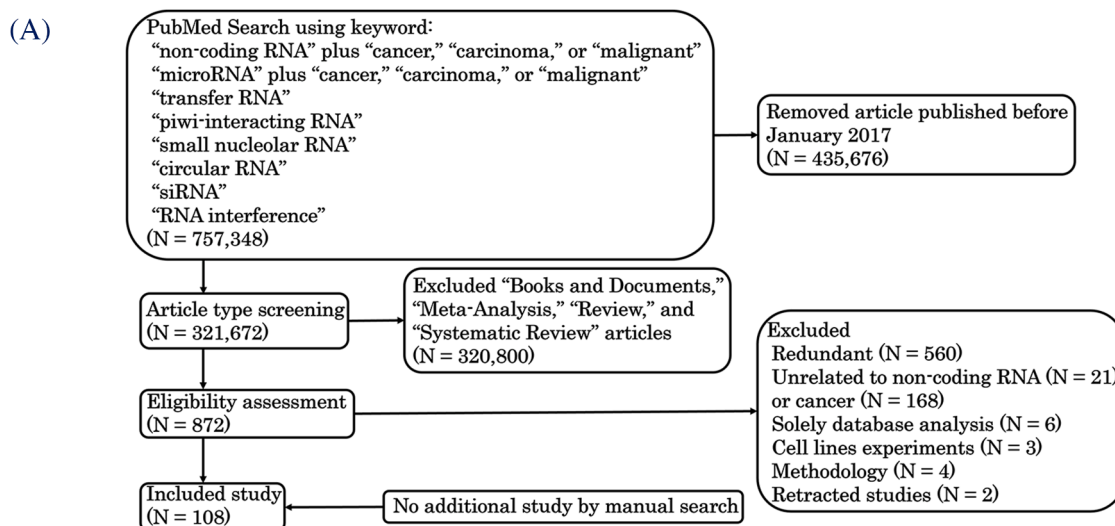 (A)
PubMed Search using keyword:
“non-coding RNA” plus “cancer,” “carcinoma,” or “malignant”
“microRNA” plus “cancer,” “carcinoma,” or “malignant”
“transfer RNA”
“piwi-interacting RNA”
“small nucleolar RNA”
“circular RNA”
“siRNA”
“RNA interference”
(N = 757,348)
Removed article published before
January 2017
(N = 435,676)
Article type screening
(N = 321,672)
Excluded “Books and Documents,”
“Meta-Analysis,” “Review,” and
“Systematic Review” articles
(N = 320,800)
Eligibility assessment
(N = 872)
Excluded
Redundant (N = 560)
Unrelated to non-coding RNA (N = 21)
or cancer (N = 168)
Solely database analysis (N = 6)
Cell lines experiments (N = 3)
Methodology (N = 4)
Retracted studies (N = 2)
Included study
(N = 108)
No additional study by manual search